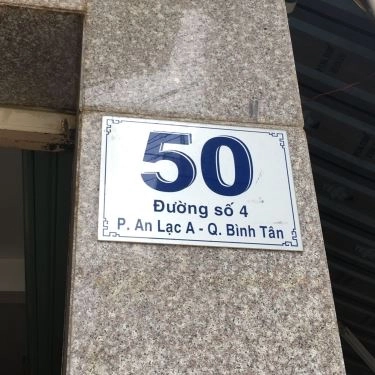 50
Đường số 4
P. An Lạc A - Q. Bình Tân